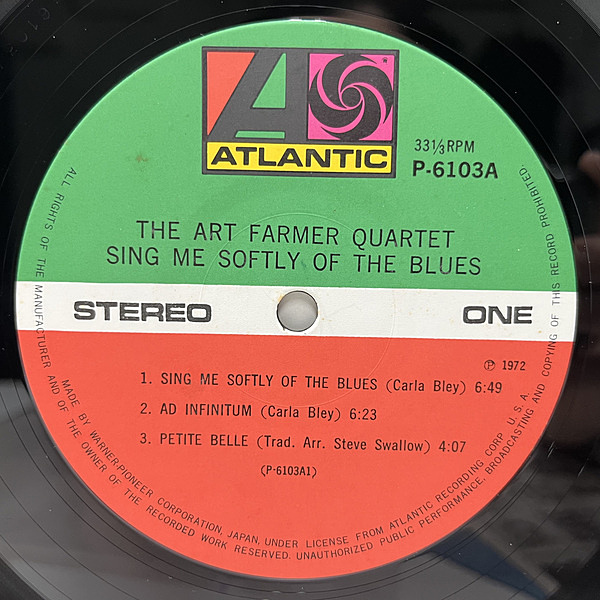 ATLANTIC
33⅓ RPM
P-6103A
THE ART FARMER QUARTET
SING ME SOFTLY OF THE BLUES
STEREO ONE
℗ 1972
1. SING ME SOFTLY OF THE BLUES (Carla Bley) 6:49
2. AD INFINITUM (Carla Bley) 6:23
3. PETITE BELLE (Trad. Arr. Steve Swallow) 4:07
(P-6103A1)
ALL RIGHTS OF THE MANUFACTURER AND OF THE OWNER OF THE RECORDED WORK RESERVED. UNAUTHORIZED PUBLIC PERFORMANCE, BROADCASTING AND COPYING OF THIS RECORD PROHIBITED.
MADE BY WARNER-PIONEER CORPORATION, JAPAN, UNDER LICENSE FROM ATLANTIC RECORDING CORP. U.S.A.